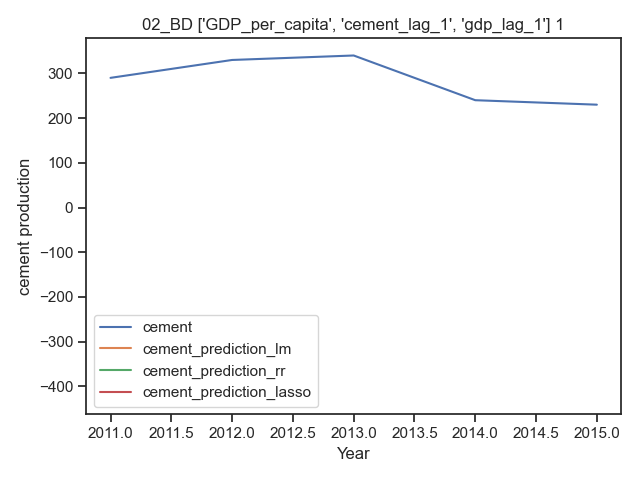 02_BD ['GDP_per_capita', 'cement_lag_1', 'gdp_lag_1'] 1
300
200
100
0
−100
−200
−300
−400
cement production
cement
cement_prediction_lm
cement_prediction_rr
cement_prediction_lasso
2011.0 2011.5 2012.0 2012.5 2013.0 2013.5 2014.0 2014.5 2015.0
Year